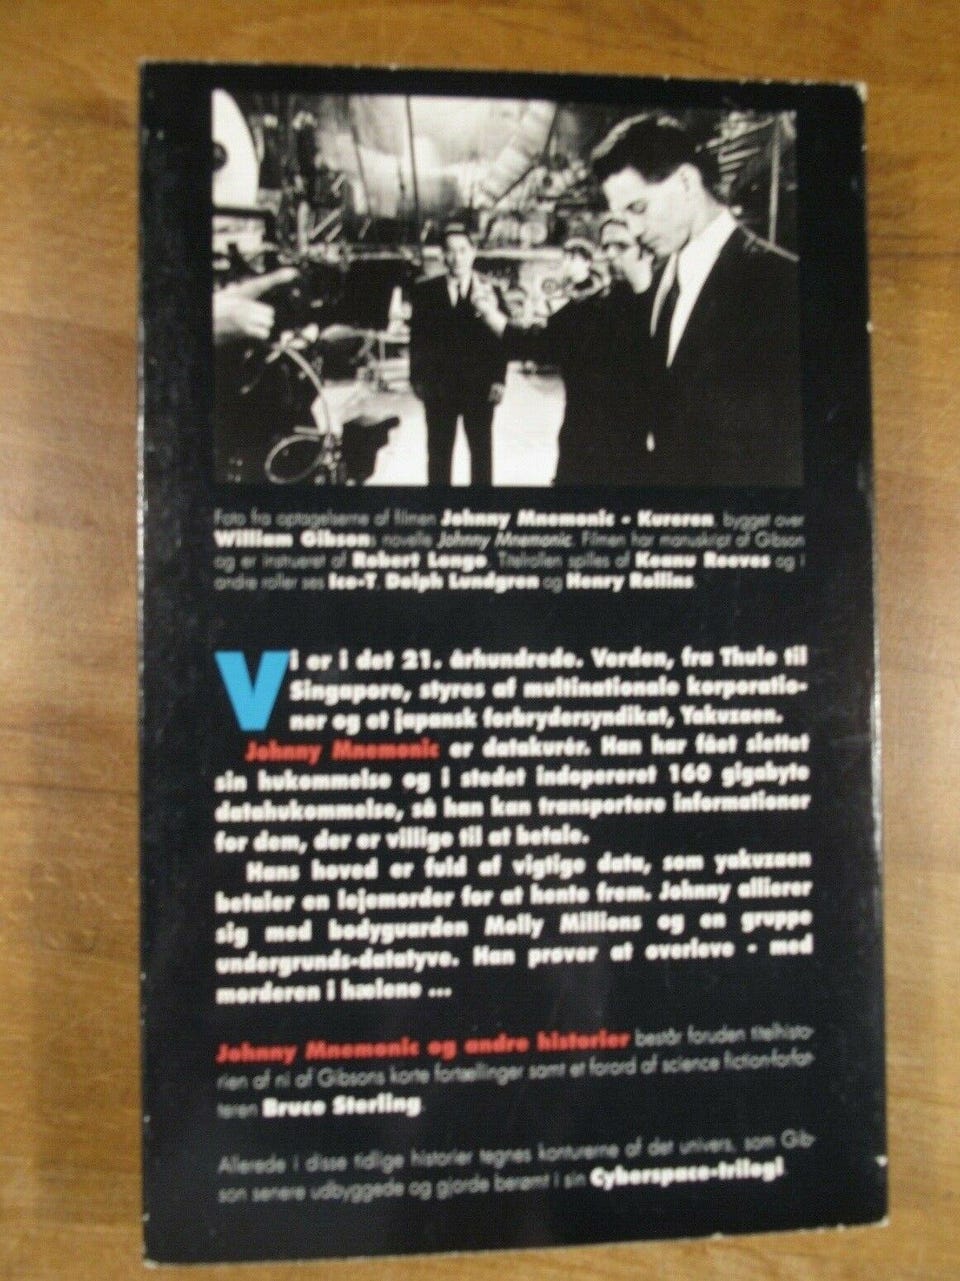 Foto fra optagelserne af filmen Johnny Mnemonic - Kureren, bygget over
William Gibsons novelle Johnny Mnemonic. Filmen har manuskript af Gibson
og er instrueret af Robert Longo. Titelrollen spilles af Keanu Reeves og i
andre roller ses Ice-T, Dolph Lundgren og Henry Rollins.
Vi er i det 21. århundrede. Verden, fra Thule til
Singapore, styres af multinationale korporatio-
ner og et japansk forbrydersyndikat, Yakuzaen.
Johnny Mnemonic er datakurér. Han har fået slettet
sin hukommelse og i stedet indopereret 160 gigabyte
datahukommelse, så han kan transportere informationer
for dem, der er villige til at betale.
Hans hoved er fuld af vigtige data, som yakuzaen
betaler en lejemorder for at hente frem. Johnny allierer
sig med bodyguarden Molly Millions og en gruppe
undergrunds-datatyve. Han prøver at overleve - med
morderen i hælene ...
Johnny Mnemonic og andre historier består foruden titelhisto-
rien af ni af Gibsons korte fortællinger samt et forord af science fiction-forfat-
teren Bruce Sterling.
Allerede i disse tidlige historier tegnes konturerne af det univers, som Gib-
son senere udbyggede og gjorde berømt i sin Cyberspace-trilogi.